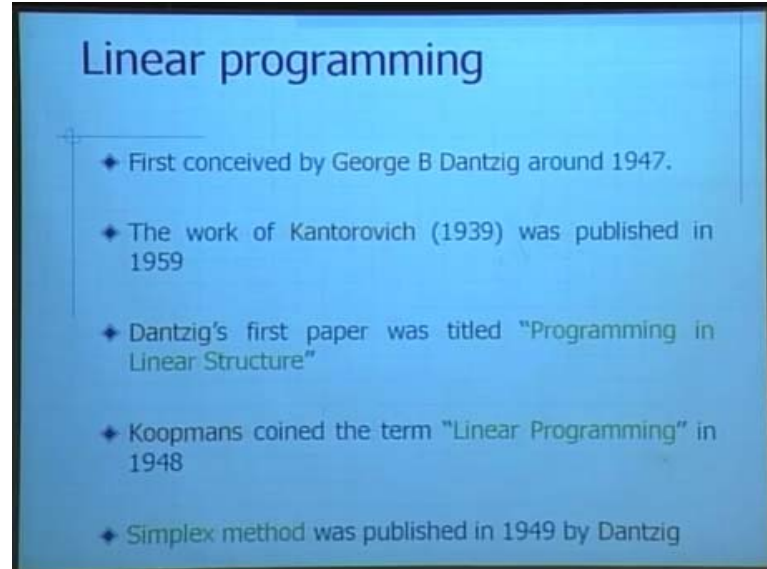 Linear programming
First conceived by George B Dantzig around 1947.
The work of Kantorovich (1939) was published in
1959
Dantzig's first paper was titled "Programming in
Linear Structure"
Koopmans coined the term "Linear Programming" in
1948
Simplex method was published in 1949 by Dantzig